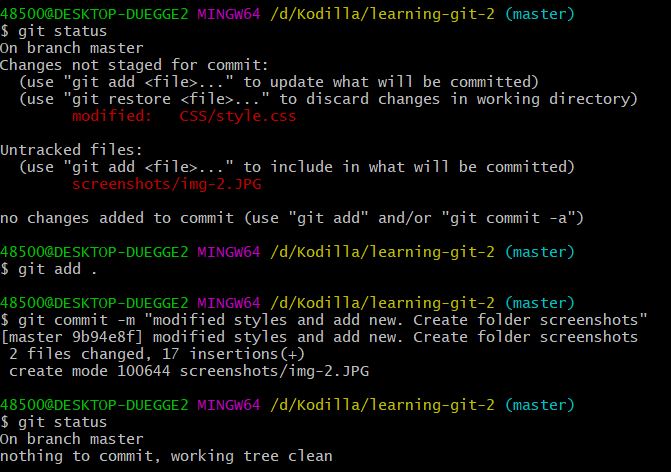 48500@DESKTOP-DUEGGE2 MINGW64 /d/Kodilla/learning-git-2 (master)
$ git status
On branch master
Changes not staged for commit:
  (use "git add <file>..." to update what will be committed)
  (use "git restore <file>..." to discard changes in working directory)
        modified:   CSS/style.css

Untracked files:
  (use "git add <file>..." to include in what will be committed)
        screenshots/img-2.JPG

no changes added to commit (use "git add" and/or "git commit -a")

48500@DESKTOP-DUEGGE2 MINGW64 /d/Kodilla/learning-git-2 (master)
$ git add .

48500@DESKTOP-DUEGGE2 MINGW64 /d/Kodilla/learning-git-2 (master)
$ git commit -m "modified styles and add new. Create folder screenshots"
[master 9b94e8f] modified styles and add new. Create folder screenshots
 2 files changed, 17 insertions(+)
 create mode 100644 screenshots/img-2.JPG

48500@DESKTOP-DUEGGE2 MINGW64 /d/Kodilla/learning-git-2 (master)
$ git status
On branch master
nothing to commit, working tree clean